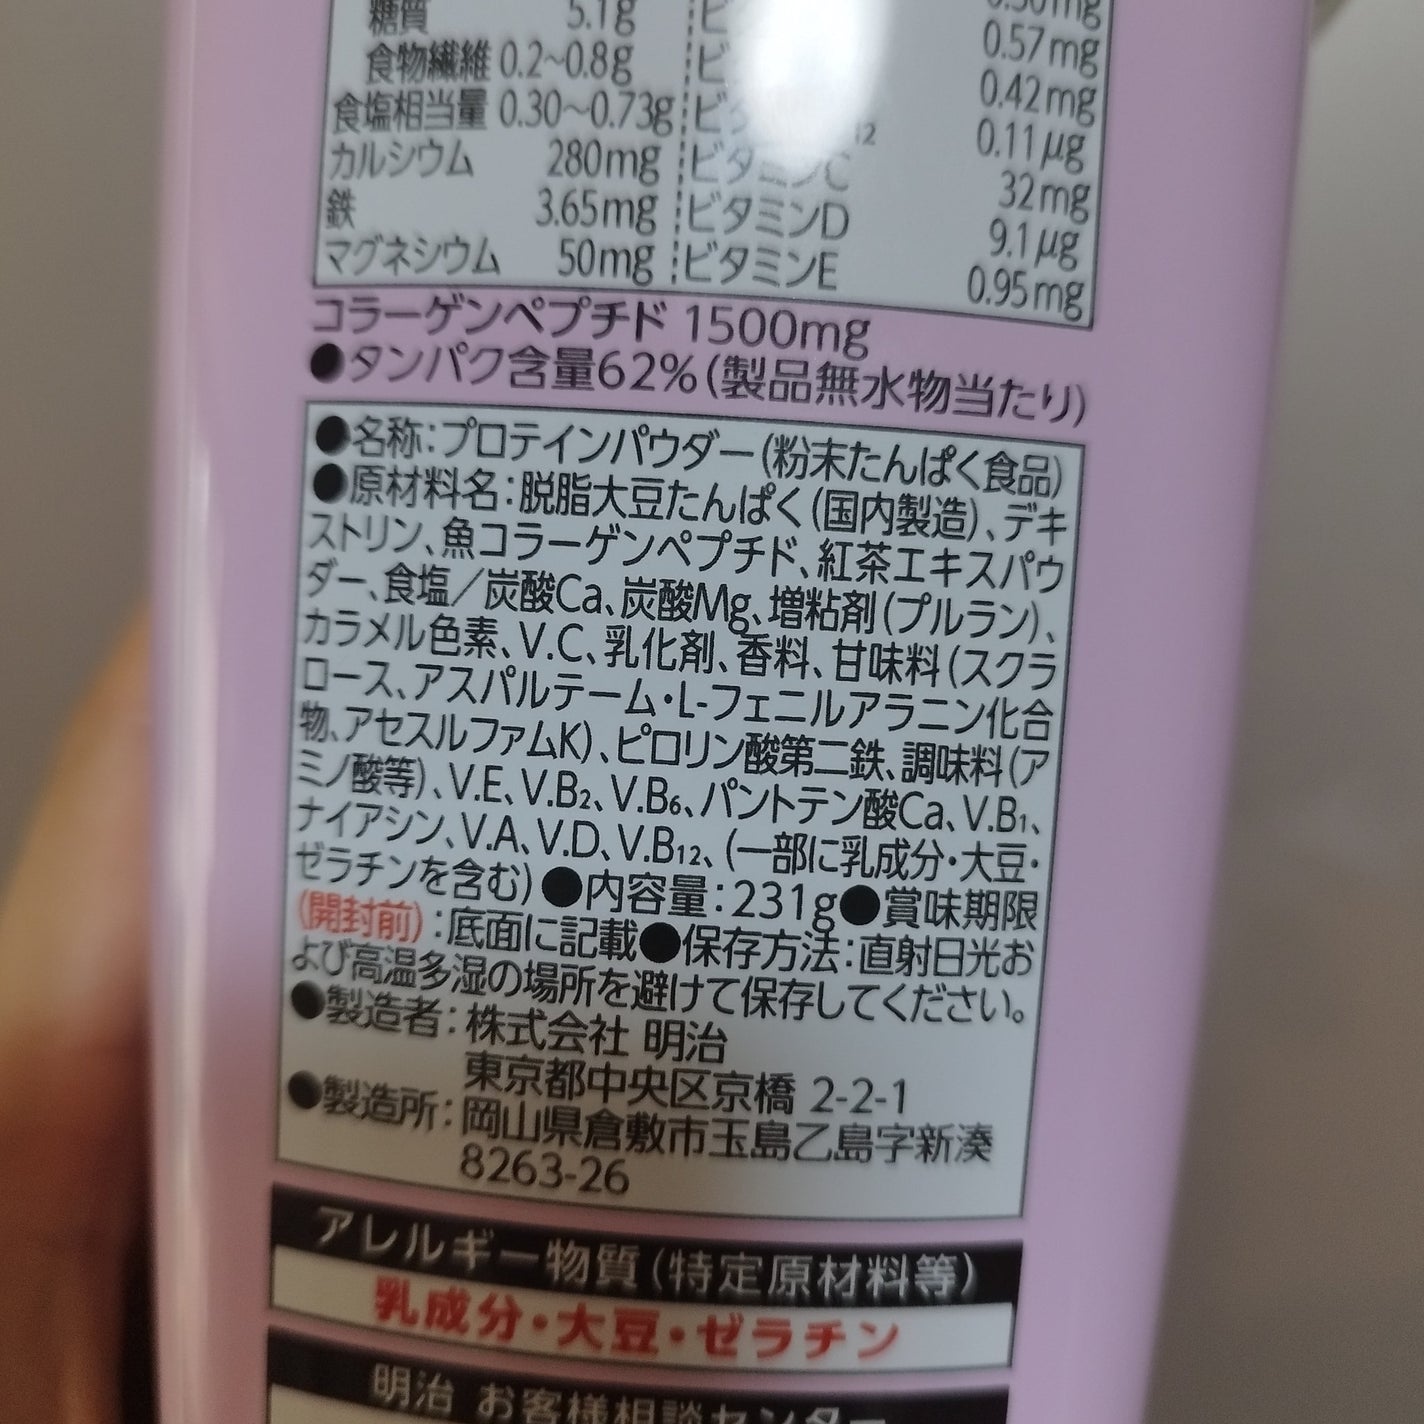 糖質 5.1g
食物繊維 0.2~0.8g
食塩相当量 0.30~0.73g
カルシウム 280mg
鉄 3.65mg
マグネシウム 50mg
0.57mg
0.42mg
12 0.11μg
ビタミンC 32mg
ビタミンD 9.1μg
ビタミンE 0.95mg
コラーゲンペプチド 1500mg
●タンパク含量62%(製品無水物当たり)
●名称:プロテインパウダー(粉末たんぱく食品)
●原材料名:脱脂大豆たんぱく(国内製造)、デキ
ストリン、魚コラーゲンペプチド、紅茶エキスパウ
ダー、食塩/炭酸Ca、炭酸Mg、増粘剤(プルラン)、
カラメル色素、V.C、乳化剤、香料、甘味料(スクラ
ロース、アスパルテーム・L-フェニルアラニン化合
物、アセスルファムK)、ピロリン酸第二鉄、調味料(ア
ミノ酸等)、V.E、V.B2、V.B6、パントテン酸Ca、V.B1、
ナイアシン、V.A、V.D、V.B12、(一部に乳成分・大豆・
ゼラチンを含む)●内容量:231g●賞味期限
(開封前):底面に記載●保存方法:直射日光お
よび高温多湿の場所を避けて保存してください。
●製造者:株式会社 明治
東京都中央区京橋 2-2-1
●製造所:岡山県倉敷市玉島乙島字新湊
8263-26
アレルギー物質(特定原材料等)
乳成分・大豆・ゼラチン
明治 お客様相談センター